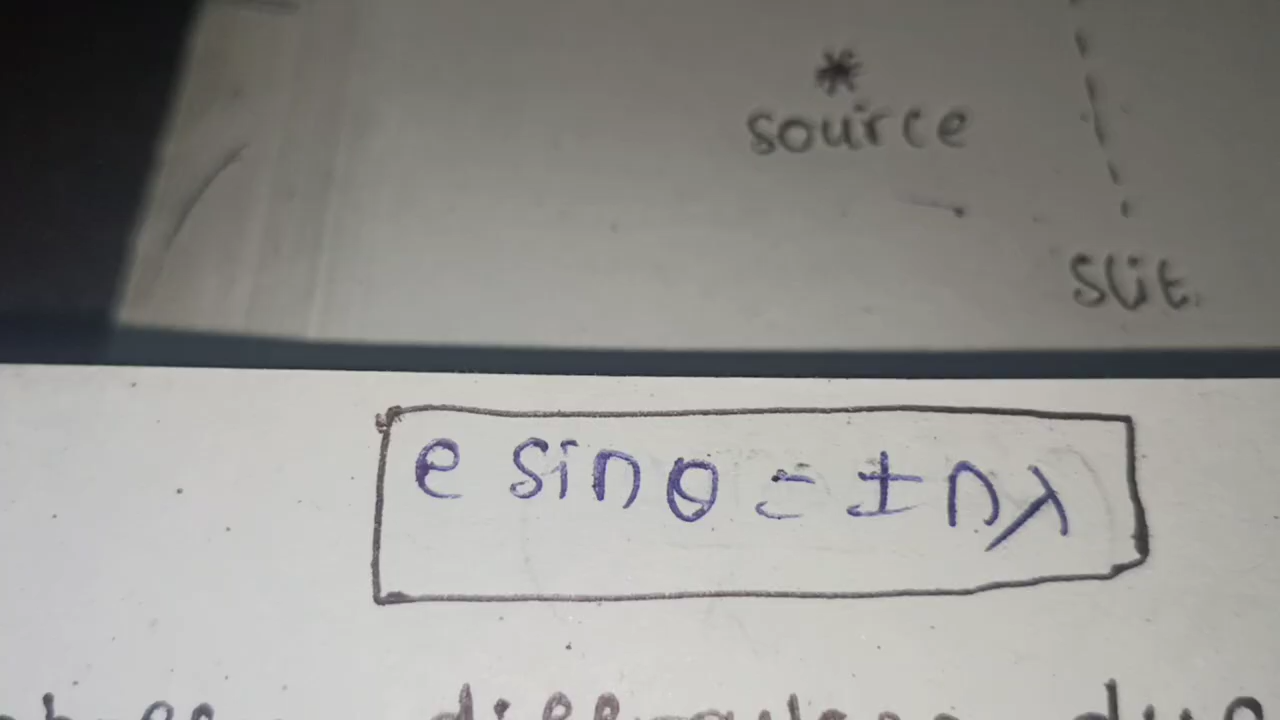 *
source
slit.
e sinθ = ± nλ